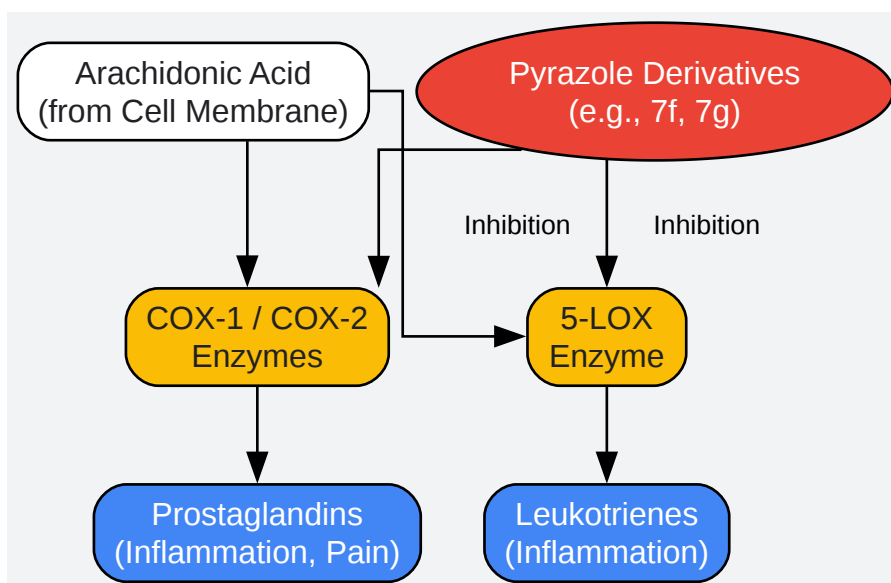 Arachidonic Acid
(from Cell Membrane)
Pyrazole Derivatives
(e.g., 7f, 7g)
Inhibition
Inhibition
COX-1 / COX-2
Enzymes
5-LOX
Enzyme
Prostaglandins
(Inflammation, Pain)
Leukotrienes
(Inflammation)